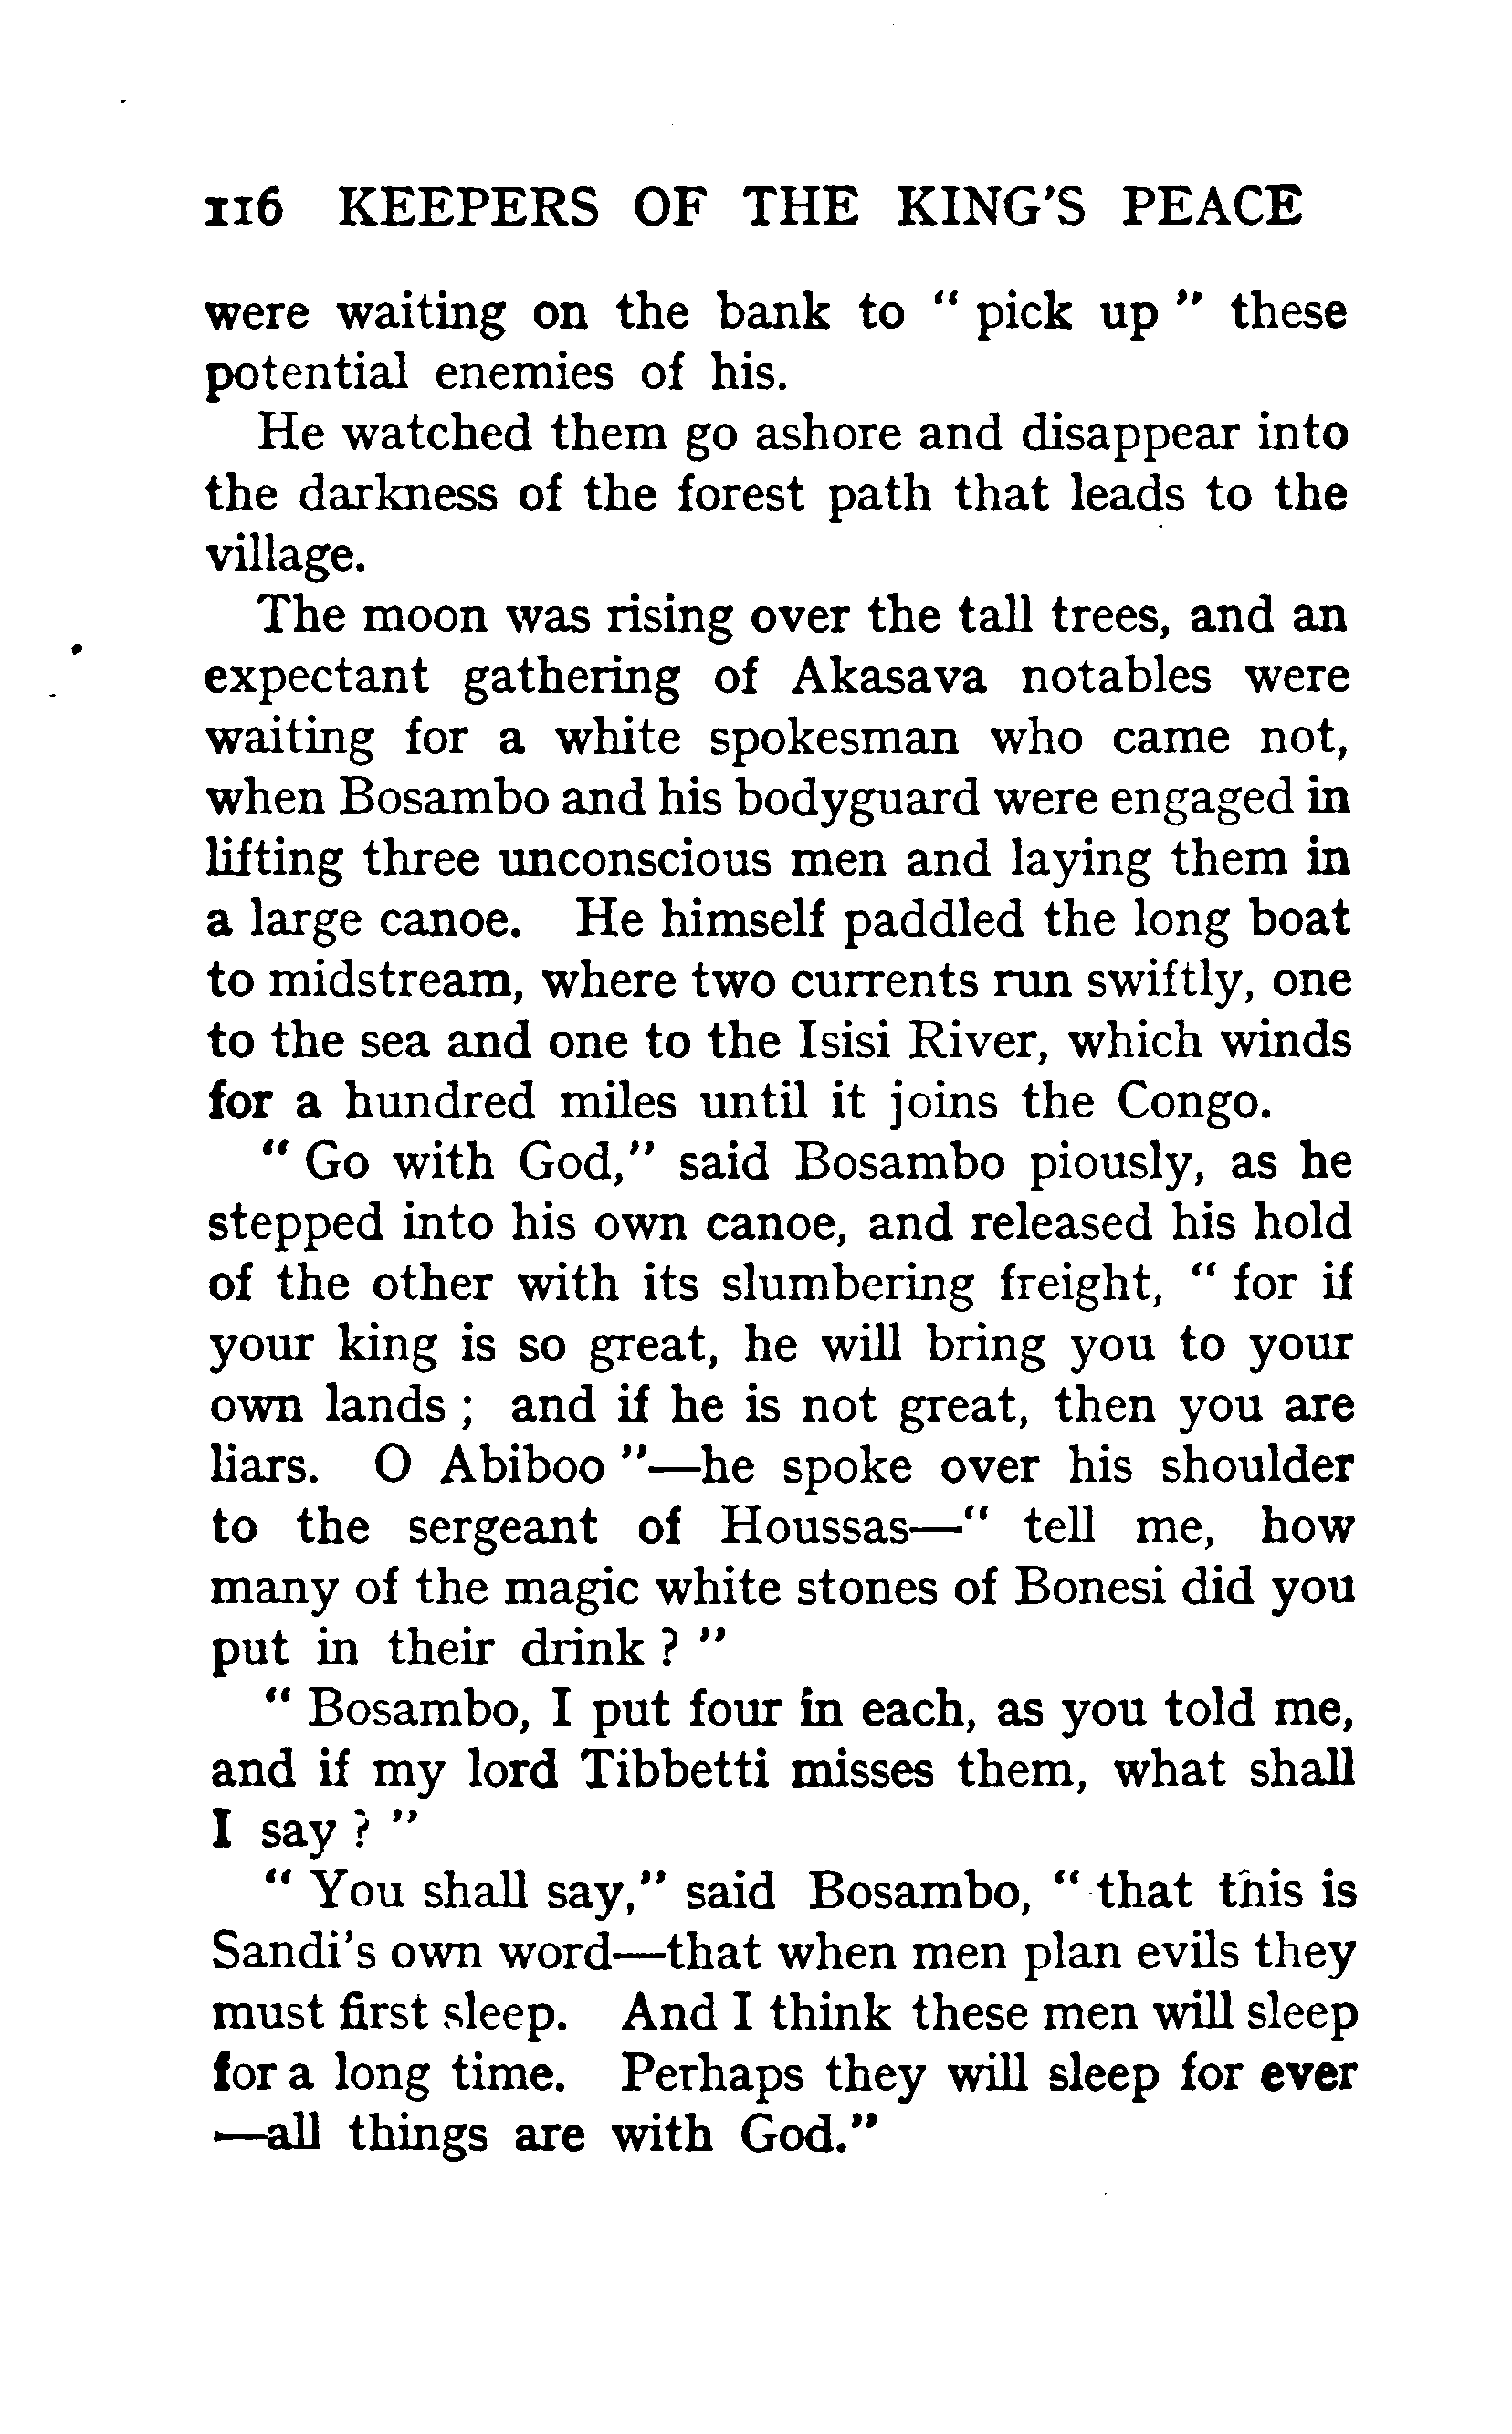 116 KEEPERS OF THE KING'S PEACE
were waiting on the bank to " pick up " these
potential enemies of his.
He watched them go ashore and disappear into
the darkness of the forest path that leads to the
village.
The moon was rising over the tall trees, and an
expectant gathering of Akasava notables were
waiting for a white spokesman who came not,
when Bosambo and his bodyguard were engaged in
lifting three unconscious men and laying them in
a large canoe. He himself paddled the long boat
to midstream, where two currents run swiftly, one
to the sea and one to the Isisi River, which winds
for a hundred miles until it joins the Congo.
" Go with God," said Bosambo piously, as he
stepped into his own canoe, and released his hold
of the other with its slumbering freight, " for if
your king is so great, he will bring you to your
own lands ; and if he is not great, then you are
liars. O Abiboo "—he spoke over his shoulder
to the sergeant of Houssas—" tell me, how
many of the magic white stones of Bonesi did you
put in their drink ? "
" Bosambo, I put four in each, as you told me,
and if my lord Tibbetti misses them, what shall
I say ? "
" You shall say," said Bosambo, " that this is
Sandi's own word—that when men plan evils they
must first sleep. And I think these men will sleep
for a long time. Perhaps they will sleep for ever
—all things are with God."